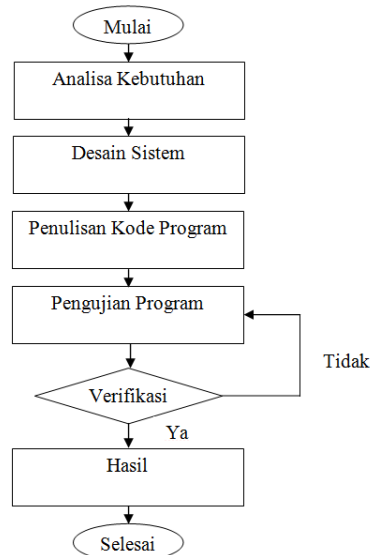 Mulai
Analisa Kebutuhan
Desain Sistem
Penulisan Kode Program
Pengujian Program
Tidak
Verifikasi
Ya
Hasil
Selesai